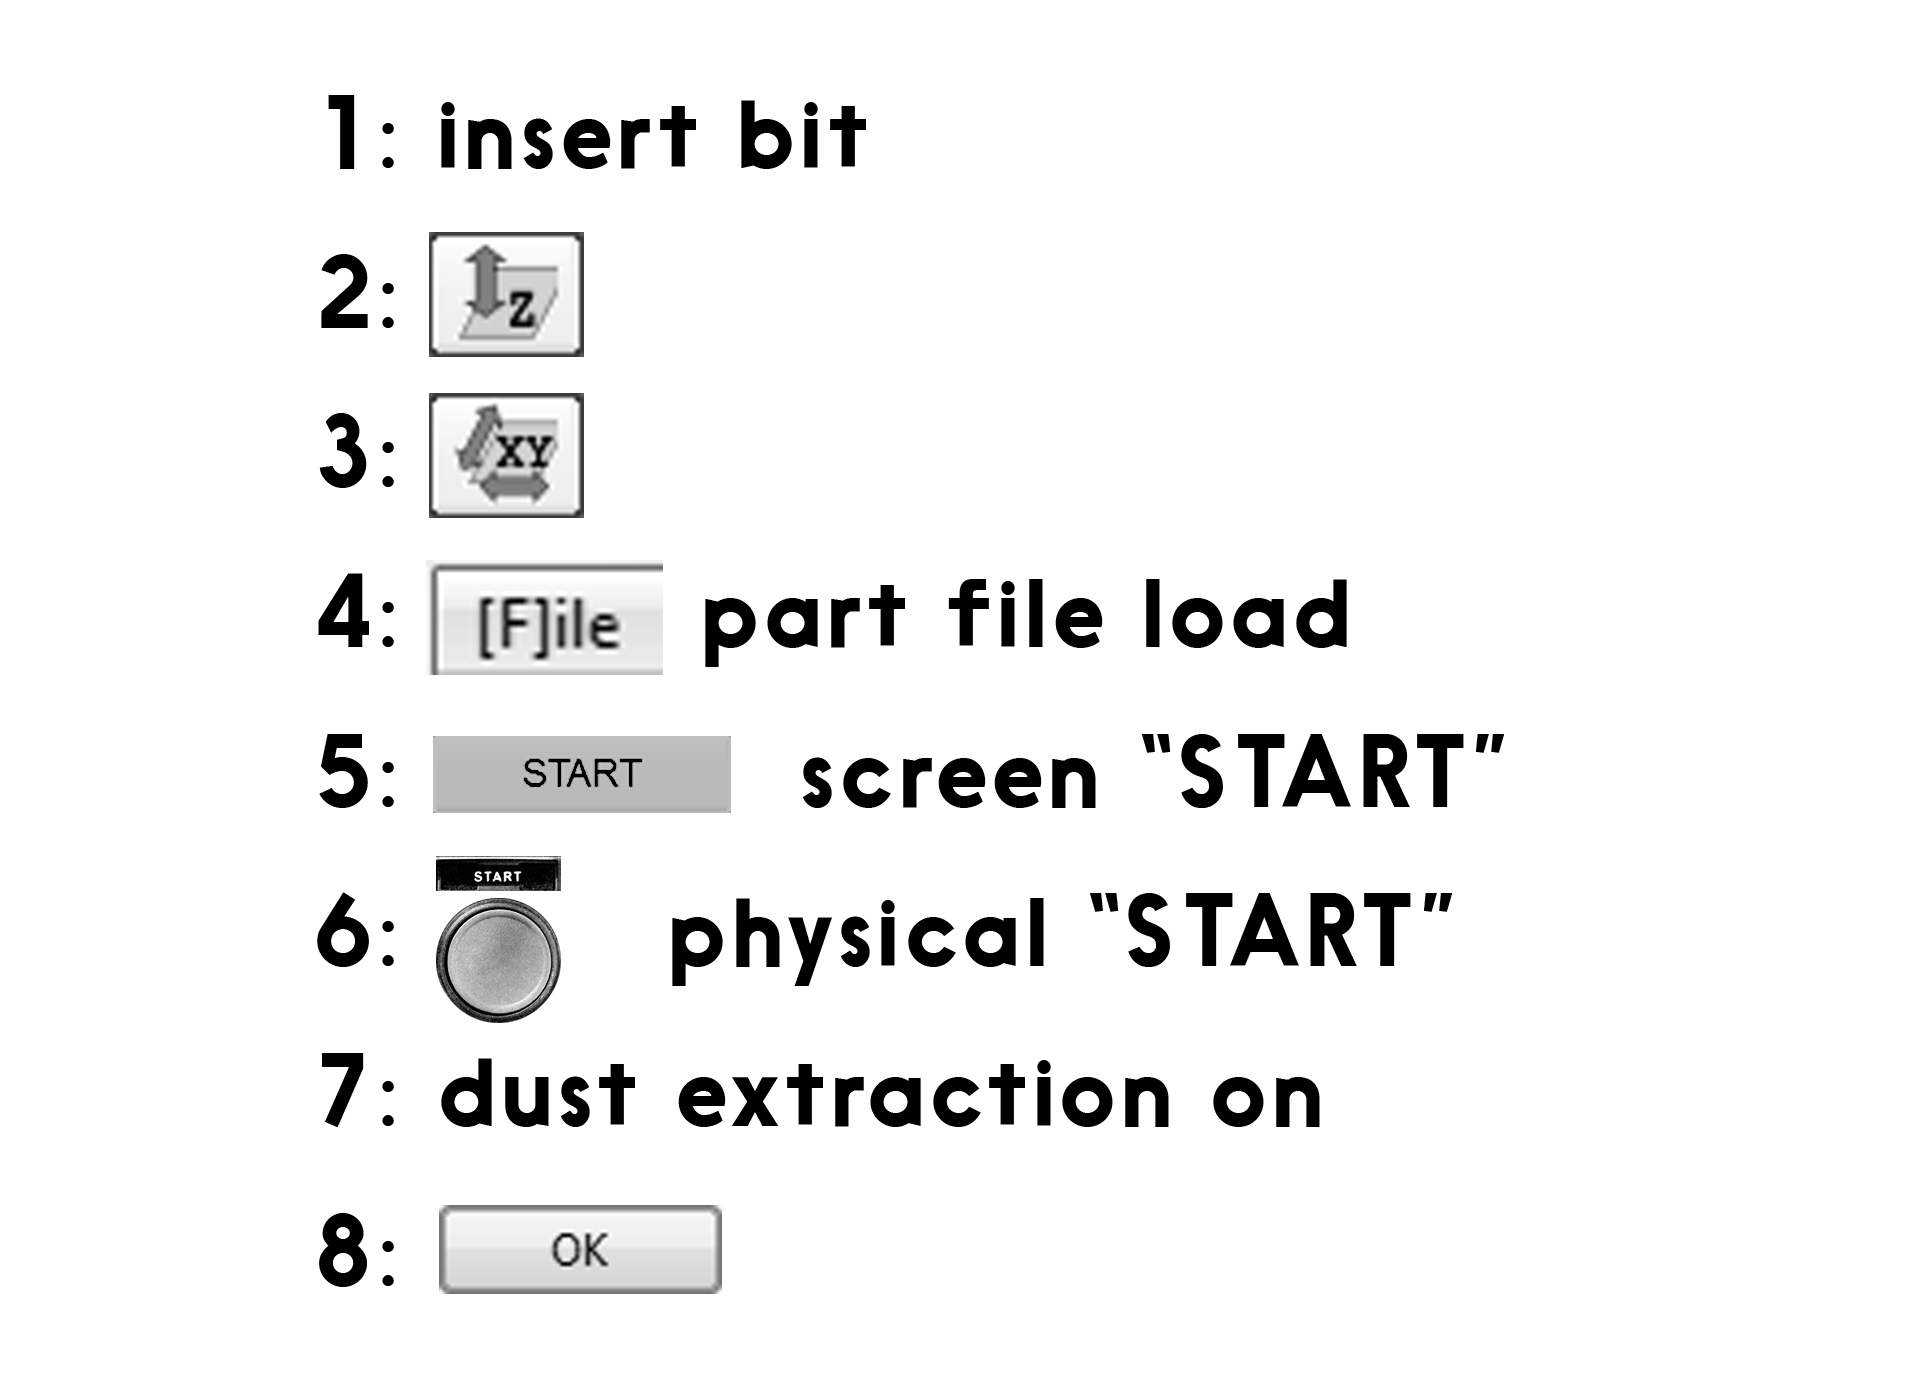 1: insert bit
2: Z
3: XY
4: [F]ile part file load
5: START screen "START"
START
6: physical "START"
7: dust extraction on
8: OK